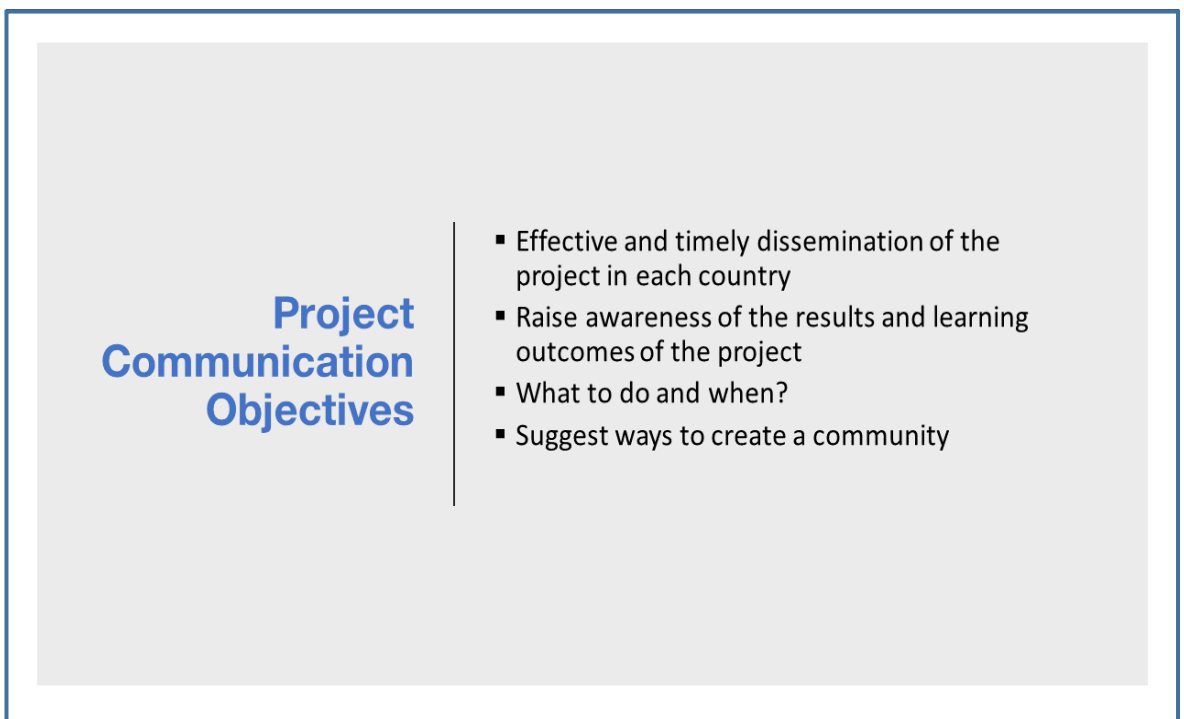 Project
Communication
Objectives
▪ Effective and timely dissemination of the
project in each country
▪ Raise awareness of the results and learning
outcomes of the project
▪ What to do and when?
▪ Suggest ways to create a community